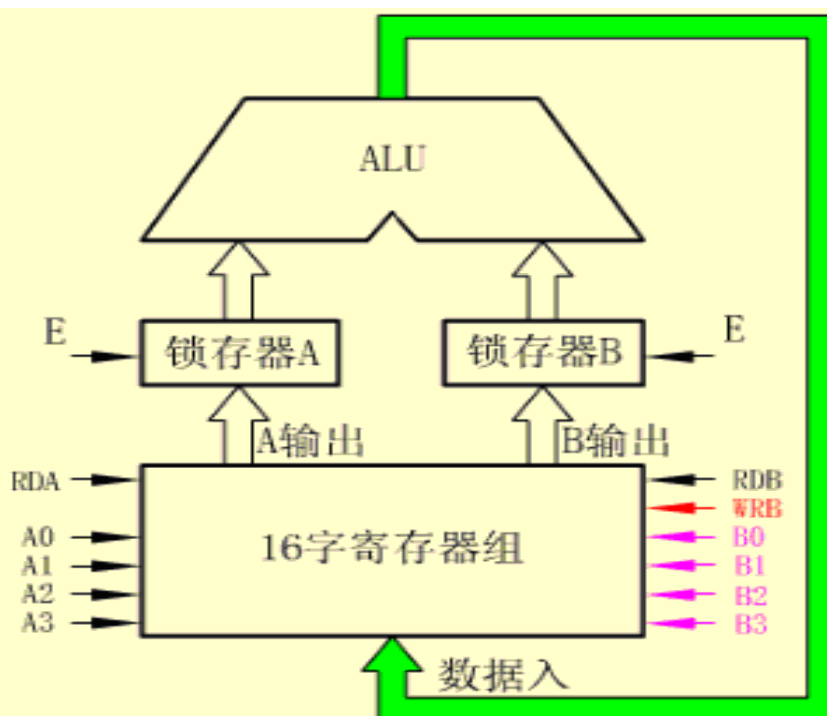 ALU
E
锁存器A
锁存器B
E
A输出
B输出
RDA
RDB
WRB
A0
16字寄存器组
B0
A1
B1
A2
B2
A3
B3
数据入